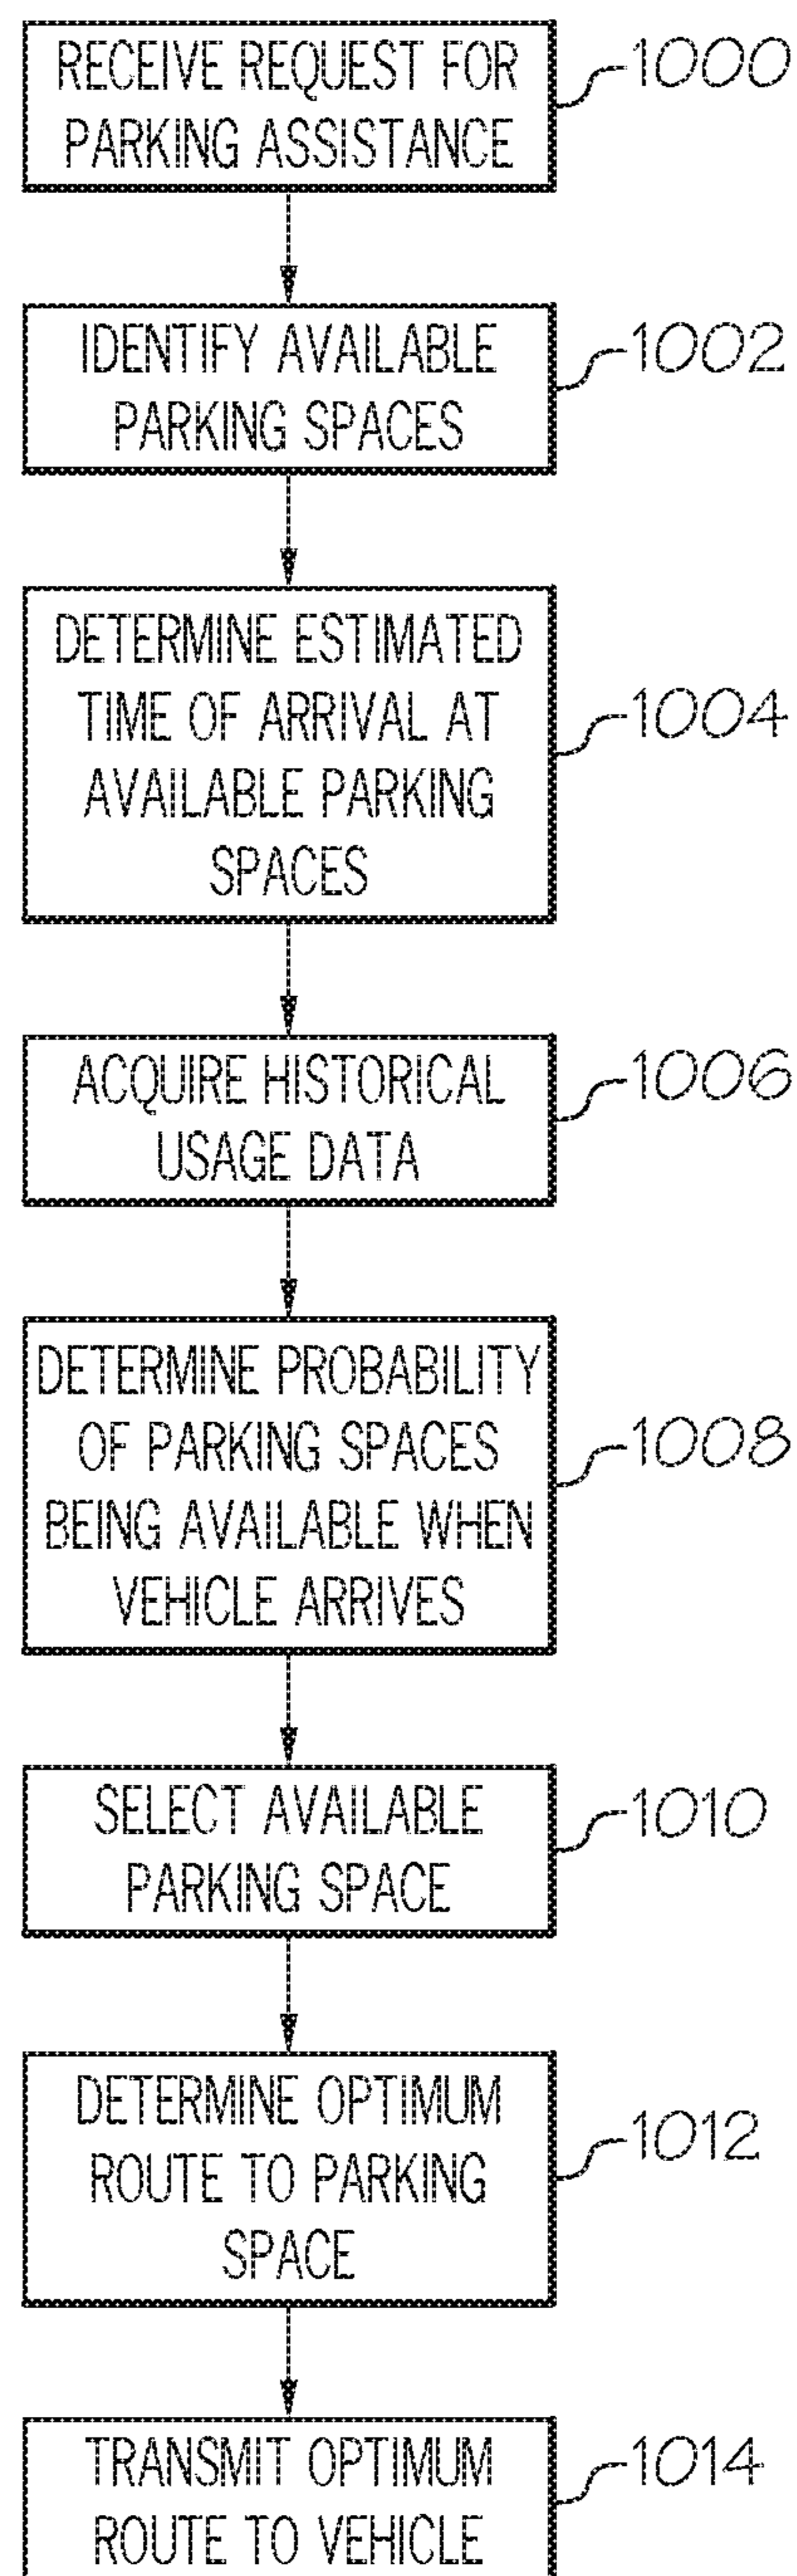 RECEIVE REQUEST FOR
PARKING ASSISTANCE
1000
IDENTIFY AVAILABLE
PARKING SPACES
1002
DETERMINE ESTIMATED
TIME OF ARRIVAL AT
AVAILABLE PARKING
SPACES
1004
ACQUIRE HISTORICAL
USAGE DATA
1006
DETERMINE PROBABILITY
OF PARKING SPACES
BEING AVAILABLE WHEN
VEHICLE ARRIVES
1008
SELECT AVAILABLE
PARKING SPACE
1010
DETERMINE OPTIMUM
ROUTE TO PARKING
SPACE
1012
TRANSMIT OPTIMUM
ROUTE TO VEHICLE
1014